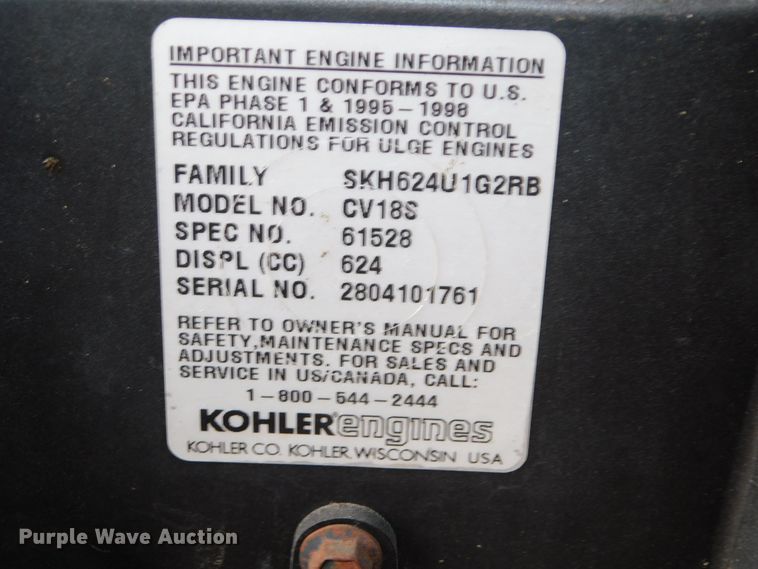 IMPORTANT ENGINE INFORMATION
THIS ENGINE CONFORMS TO U.S.
EPA PHASE 1 & 1995-1998
CALIFORNIA EMISSION CONTROL
REGULATIONS FOR ULGE ENGINES
FAMILY SKH624U1G2RB
MODEL NO. CV18S
SPEC NO. 61528
DISPL (CC) 624
SERIAL NO. 2804101761
REFER TO OWNER'S MANUAL FOR
SAFETY, MAINTENANCE SPECS AND
ADJUSTMENTS. FOR SALES AND
SERVICE IN US/CANADA, CALL:
1-800-544-2444
KOHLER® engines
KOHLER CO. KOHLER, WISCONSIN USA
Purple Wave Auction